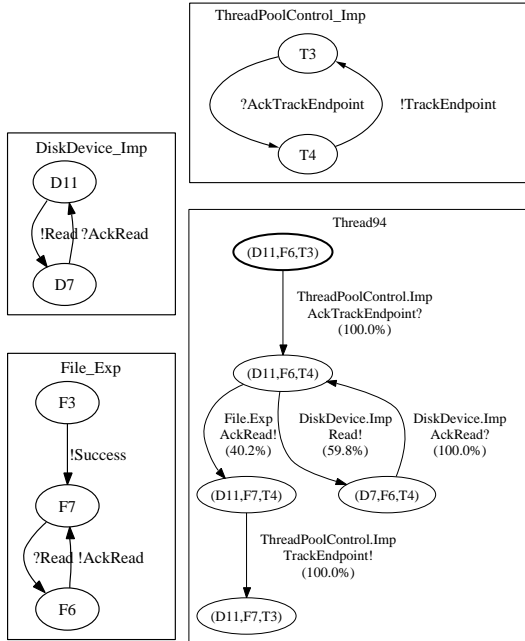 ThreadPoolControl_Imp
T3
?AckTrackEndpoint
!TrackEndpoint
T4
DiskDevice_Imp
D11
!Read ?AckRead
D7
File_Exp
F3
!Success
F7
?Read !AckRead
F6
Thread94
(D11,F6,T3)
ThreadPoolControl.Imp
AckTrackEndpoint?
(100.0%)
(D11,F6,T4)
File.Exp
AckRead!
(40.2%)
DiskDevice.Imp
Read!
(59.8%)
DiskDevice.Imp
AckRead?
(100.0%)
(D11,F7,T4)
(D7,F6,T4)
ThreadPoolControl.Imp
TrackEndpoint!
(100.0%)
(D11,F7,T3)